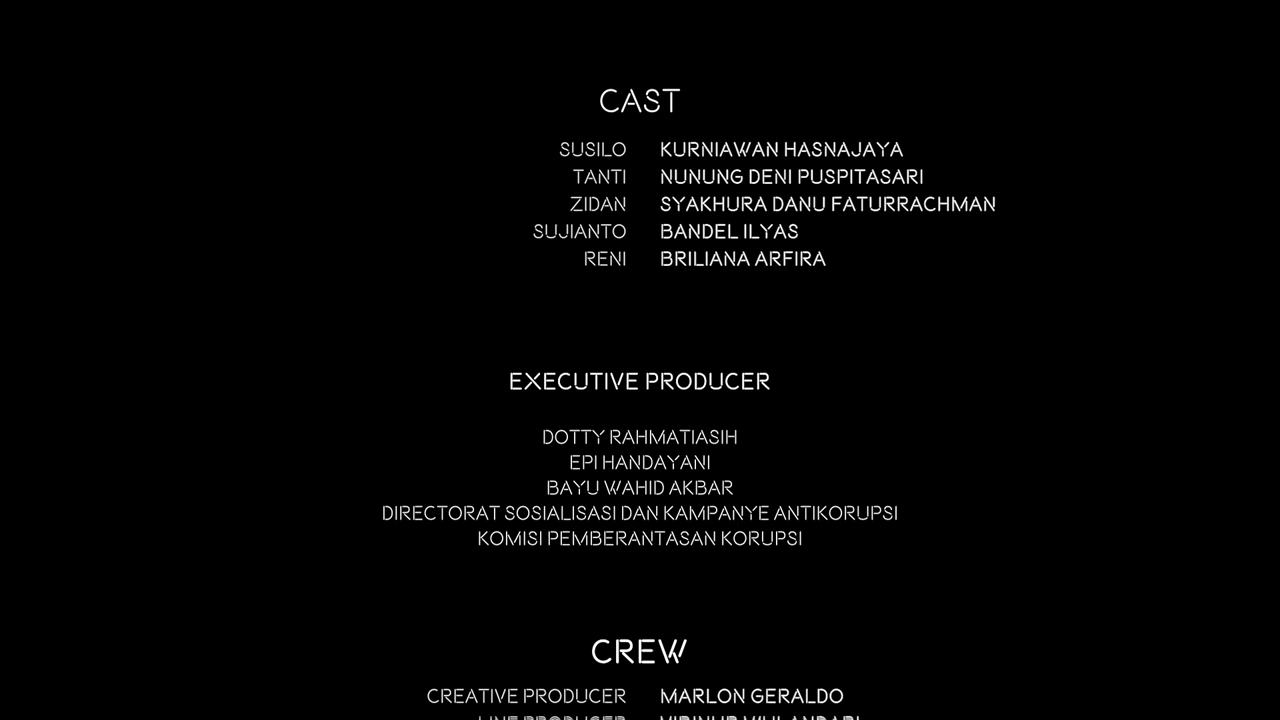 CAST
SUSILO KURNIAWAN HASNAJAYA
TANTI NUNUNG DENI PUSPITASARI
ZIDAN SYAKHURA DANU FATURRACHMAN
SUJIANTO BANDEL ILYAS
RENI BRILIANA ARFIRA
EXECUTIVE PRODUCER
DOTTY RAHMATIASIH
EPI HANDAYANI
BAYU WAHID AKBAR
DIRECTORAT SOSIALISASI DAN KAMPANYE ANTIKORUPSI
KOMISI PEMBERANTASAN KORUPSI
CREW
CREATIVE PRODUCER MARLON GERALDO
LINE PRODUCER